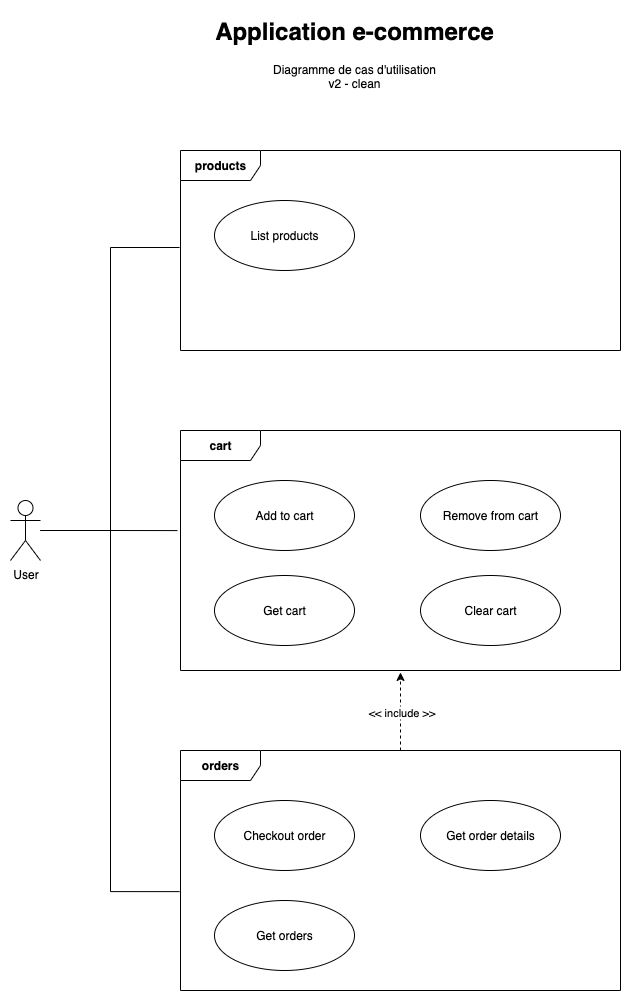 Application e-commerce
Diagramme de cas d'utilisation
v2 - clean
products
List products
cart
Add to cart
Remove from cart
User
Get cart
Clear cart
<< include >>
orders
Checkout order
Get order details
Get orders